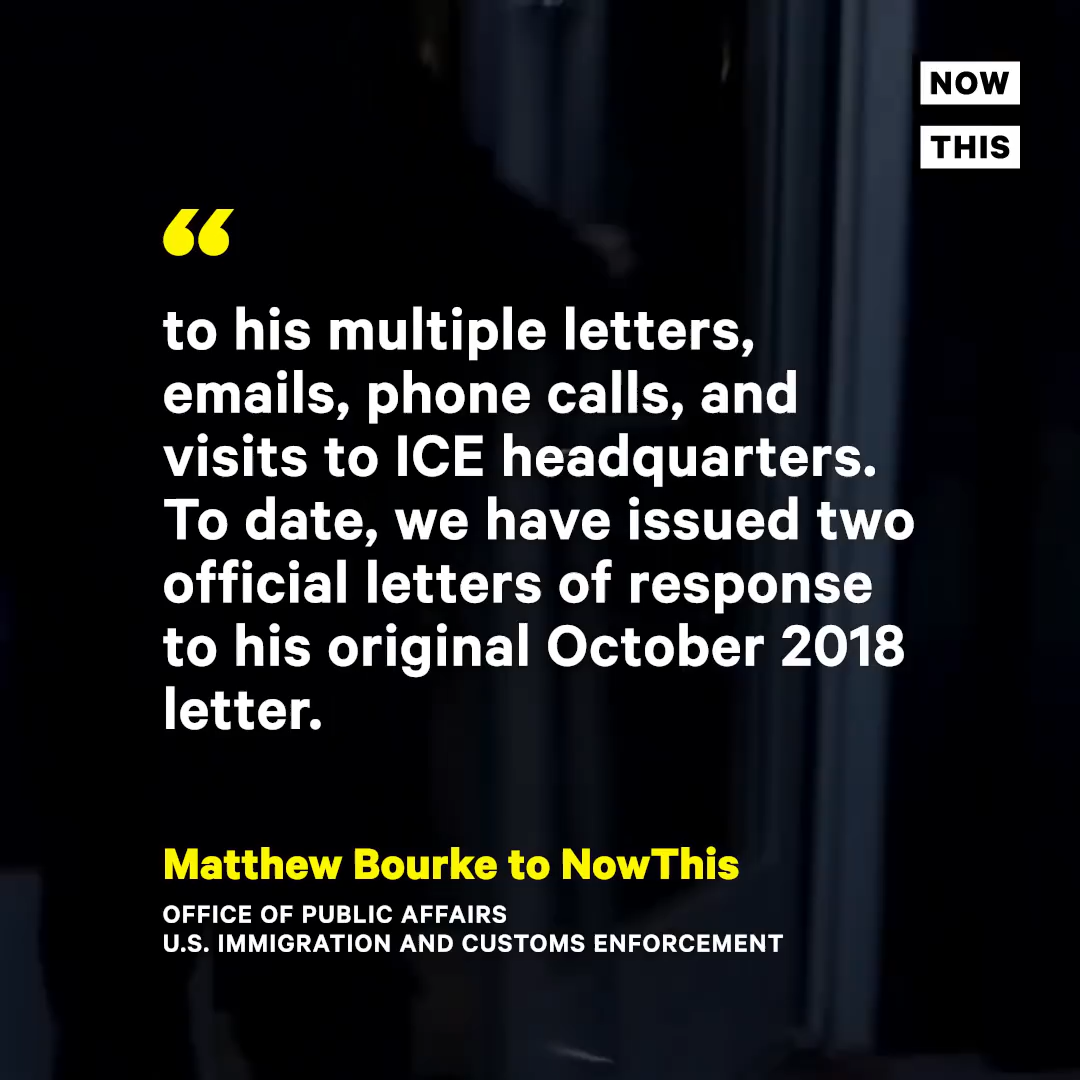 NOW
THIS
“
to his multiple letters,
emails, phone calls, and
visits to ICE headquarters.
To date, we have issued two
official letters of response
to his original October 2018
letter.
Matthew Bourke to NowThis
OFFICE OF PUBLIC AFFAIRS
U.S. IMMIGRATION AND CUSTOMS ENFORCEMENT